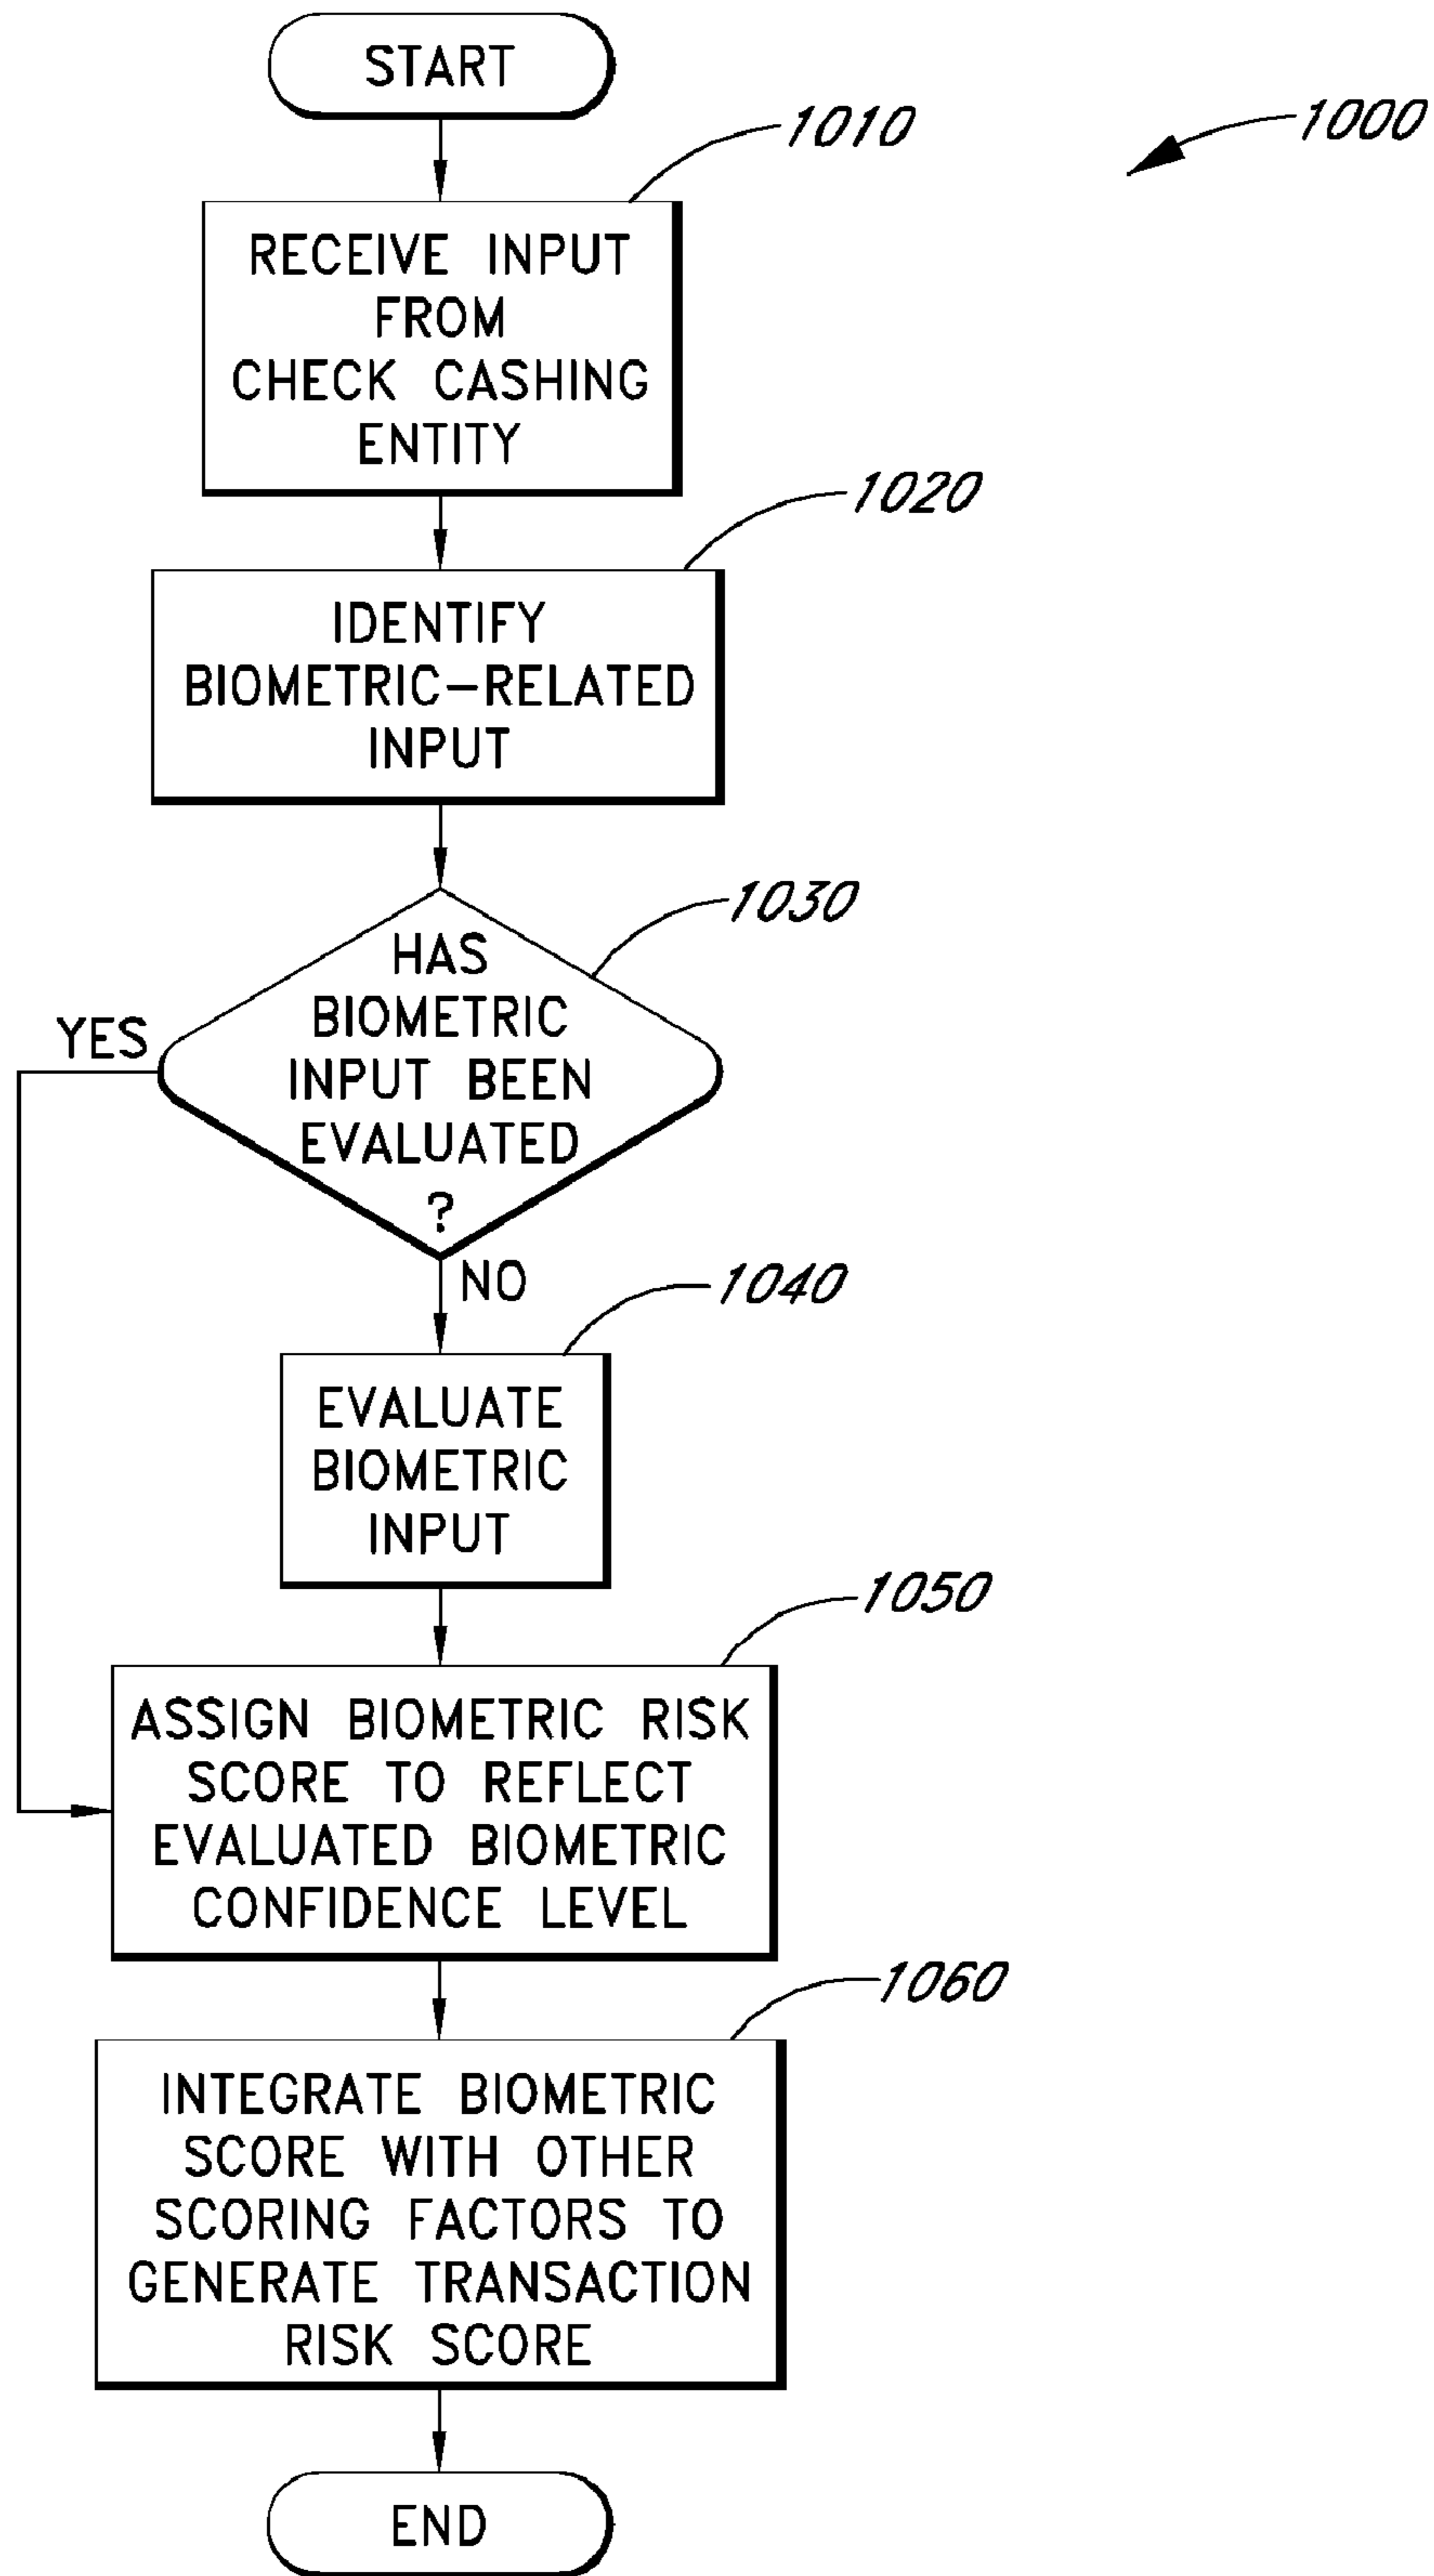 START
1010
1000
RECEIVE INPUT
FROM
CHECK CASHING
ENTITY
1020
IDENTIFY
BIOMETRIC-RELATED
INPUT
1030
HAS
BIOMETRIC
INPUT BEEN
EVALUATED
?
YES
NO
1040
EVALUATE
BIOMETRIC
INPUT
1050
ASSIGN BIOMETRIC RISK
SCORE TO REFLECT
EVALUATED BIOMETRIC
CONFIDENCE LEVEL
1060
INTEGRATE BIOMETRIC
SCORE WITH OTHER
SCORING FACTORS TO
GENERATE TRANSACTION
RISK SCORE
END